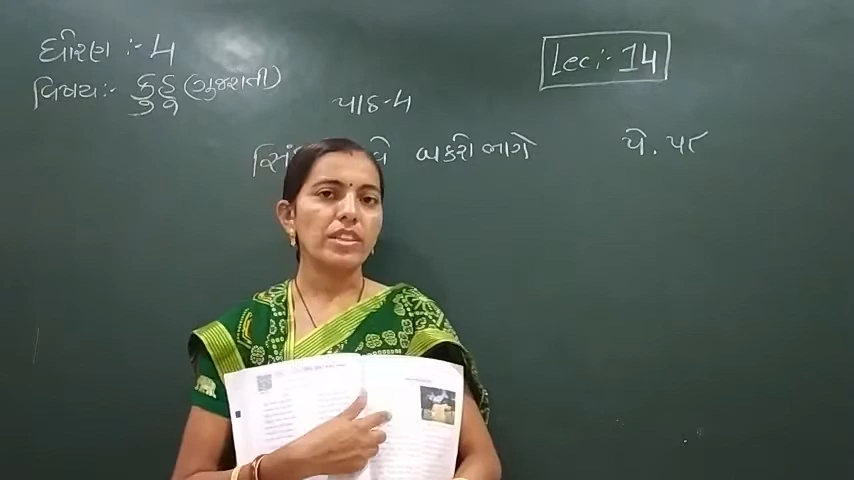 ધોરણ :- 4
Lec :- 14
વિષય :- કુહૂ (ગુજરાતી)
પાઠ-4
બકરી ભાગે
પે. ૫૮